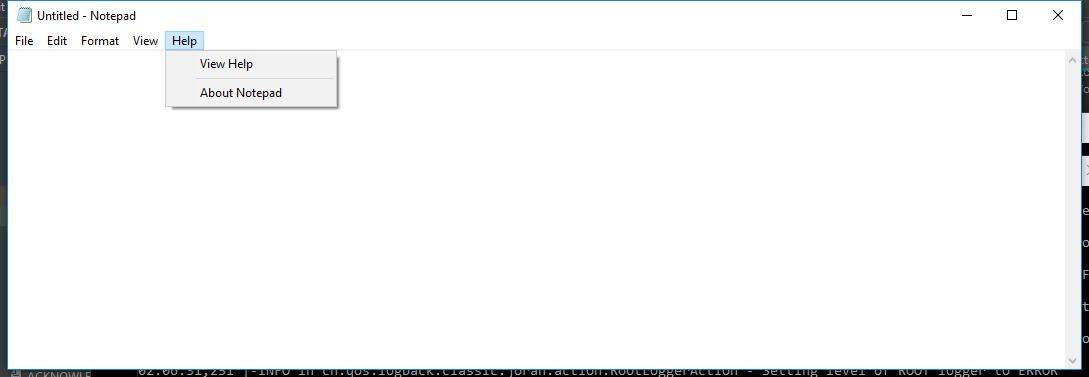 Untitled - Notepad
File Edit Format View Help
View Help
About Notepad
02:06:31,251 |-INFO in ch.qos.logback.classic.joran.action.RootLoggerAction - Setting level of ROOT logger to ERROR